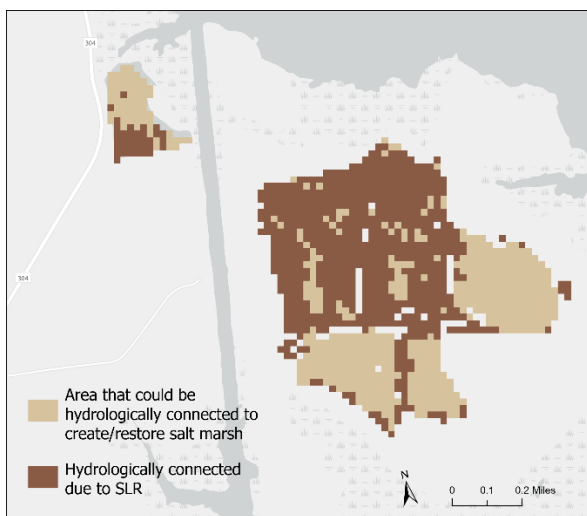 304
304
Area that could be
hydrologically connected to
create/restore salt marsh
Hydrologically connected
due to SLR
N
0 0.1 0.2 Miles